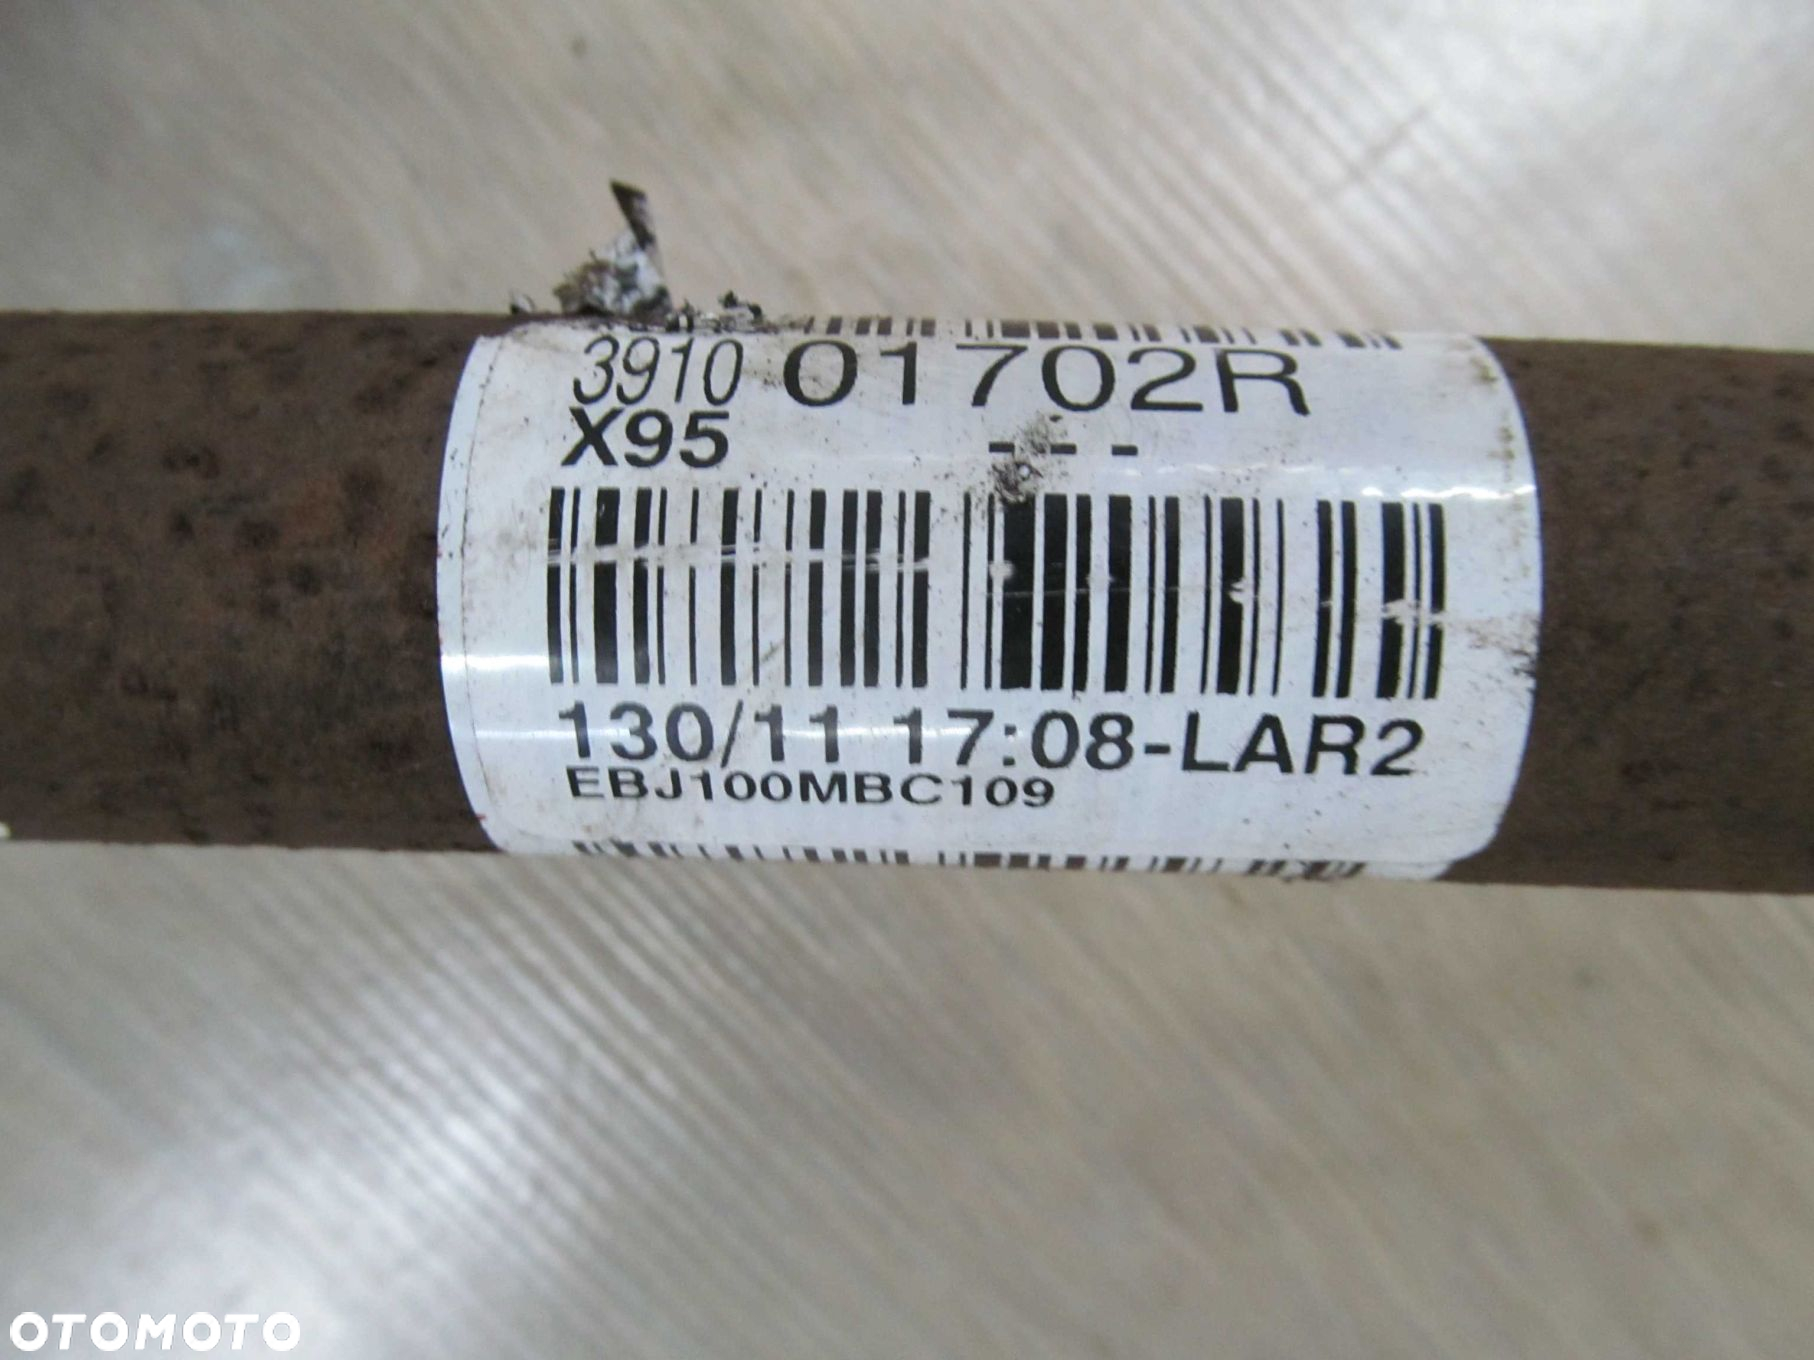 3910 01702R
X95 - - -
130/11 17:08-LAR2
EBJ100MBC109
OTOMOTO